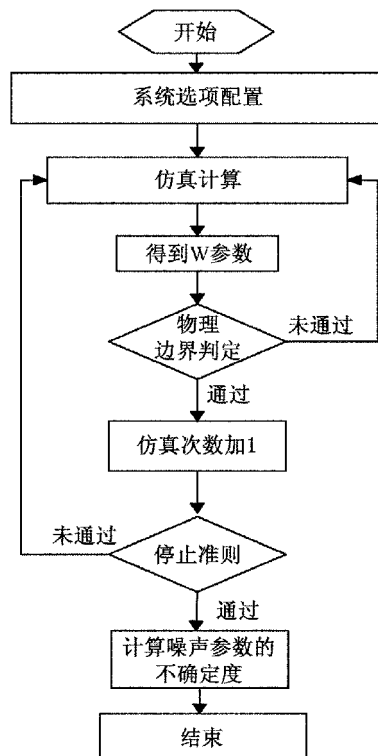 开始
系统选项配置
仿真计算
得到W参数
物理
边界判定
未通过
通过
仿真次数加1
未通过
停止准则
通过
计算噪声参数的
不确定度
结束